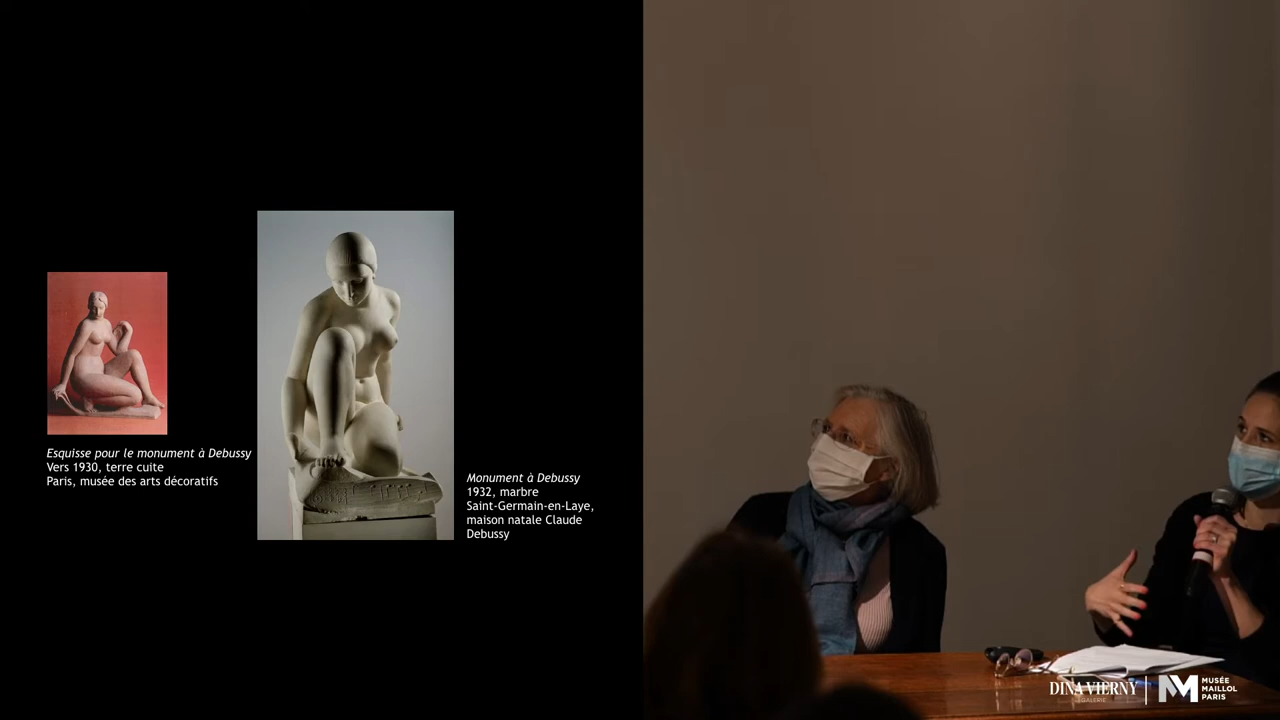 Esquisse pour le monument à Debussy
Vers 1930, terre cuite
Paris, musée des arts décoratifs
Monument à Debussy
1932, marbre
Saint-Germain-en-Laye,
maison natale Claude
Debussy
DINA VIERNY
GALERIE
MUSÉE
MAILLOL
PARIS